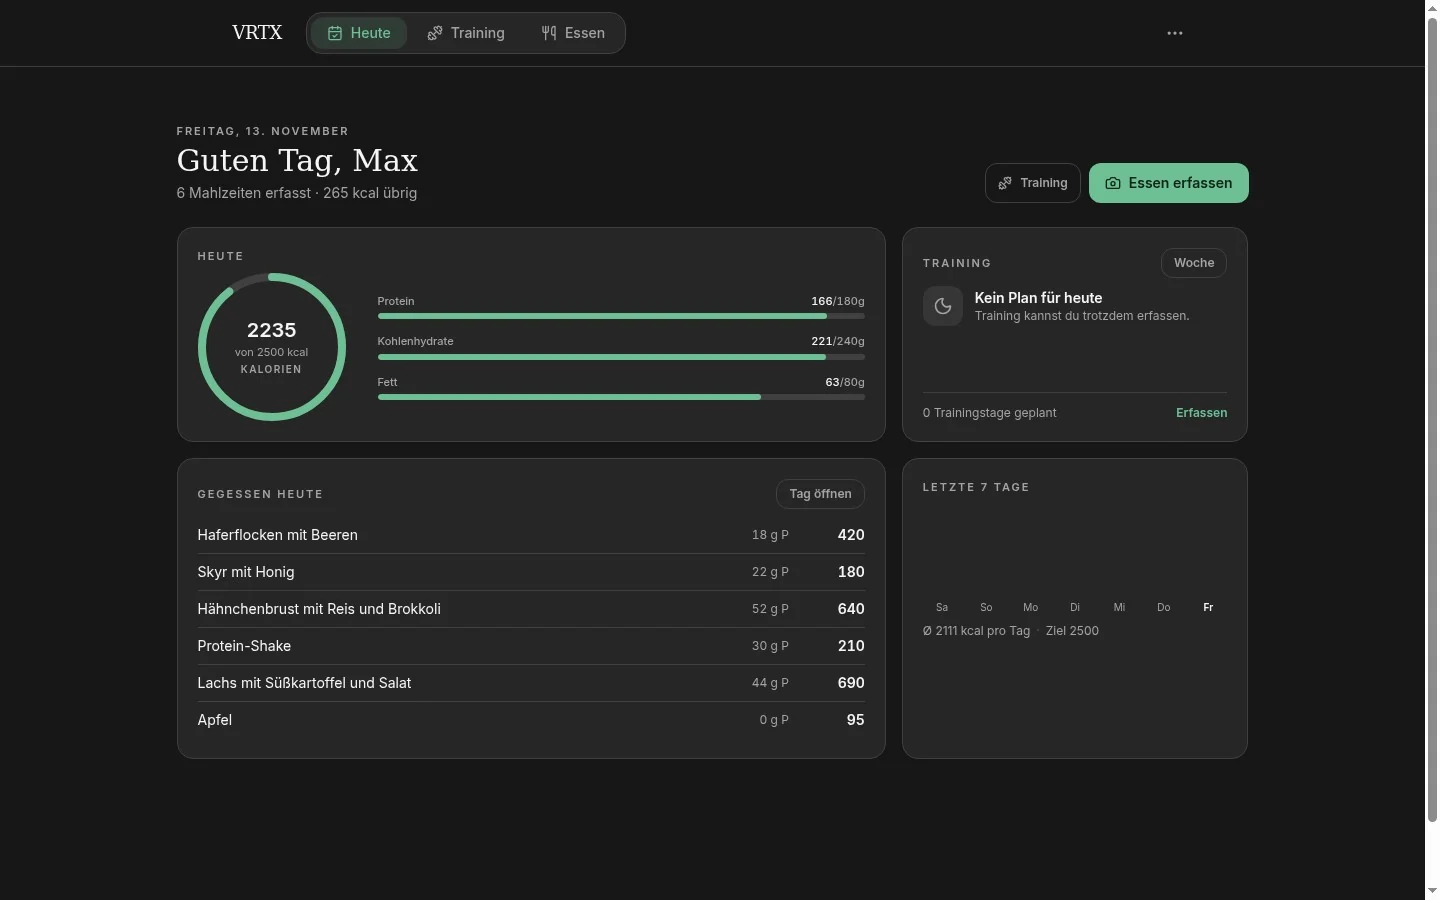 VRTX
Heute
Training
Essen
FREITAG, 13. NOVEMBER
Guten Tag, Max
6 Mahlzeiten erfasst · 265 kcal übrig
Training
Essen erfassen
HEUTE
2235
von 2500 kcal
KALORIEN
Protein 166/180g
Kohlenhydrate 221/240g
Fett 63/80g
TRAINING
Woche
Kein Plan für heute
Training kannst du trotzdem erfassen.
0 Trainingstage geplant Erfassen
GEGESSEN HEUTE
Tag öffnen
Haferflocken mit Beeren 18 g P 420
Skyr mit Honig 22 g P 180
Hähnchenbrust mit Reis und Brokkoli 52 g P 640
Protein-Shake 30 g P 210
Lachs mit Süßkartoffel und Salat 44 g P 690
Apfel 0 g P 95
LETZTE 7 TAGE
Sa So Mo Di Mi Do Fr
Ø 2111 kcal pro Tag · Ziel 2500